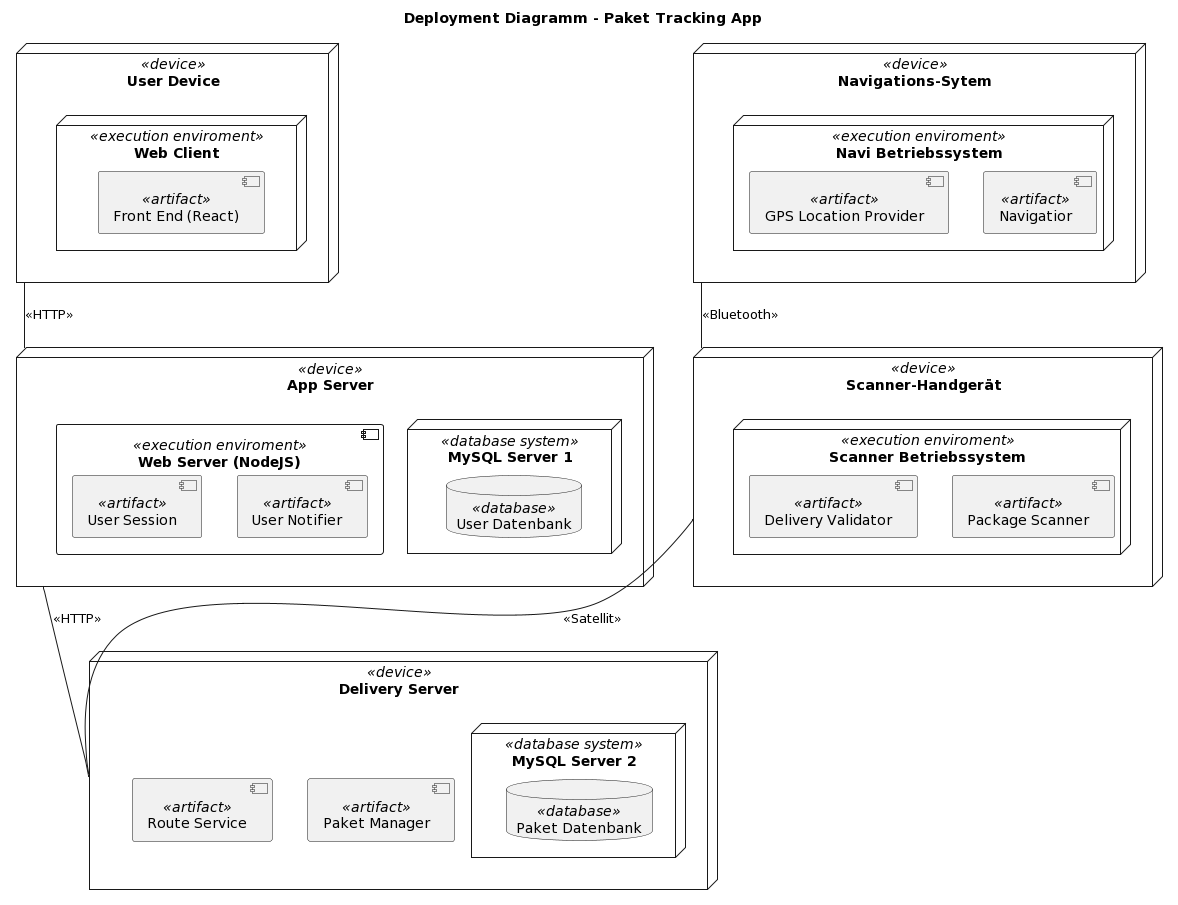 Deployment Diagramm - Paket Tracking App
«device»
User Device
«execution enviroment»
Web Client
«artifact»
Front End (React)
«device»
Navigations-Sytem
«execution enviroment»
Navi Betriebssystem
«artifact»
GPS Location Provider
«artifact»
Navigatior
«HTTP»
«Bluetooth»
«device»
App Server
«execution enviroment»
Web Server (NodeJS)
«artifact»
User Session
«artifact»
User Notifier
«database system»
MySQL Server 1
«database»
User Datenbank
«device»
Scanner-Handgerät
«execution enviroment»
Scanner Betriebssystem
«artifact»
Delivery Validator
«artifact»
Package Scanner
«HTTP»
«Satellit»
«device»
Delivery Server
«artifact»
Route Service
«artifact»
Paket Manager
«database system»
MySQL Server 2
«database»
Paket Datenbank